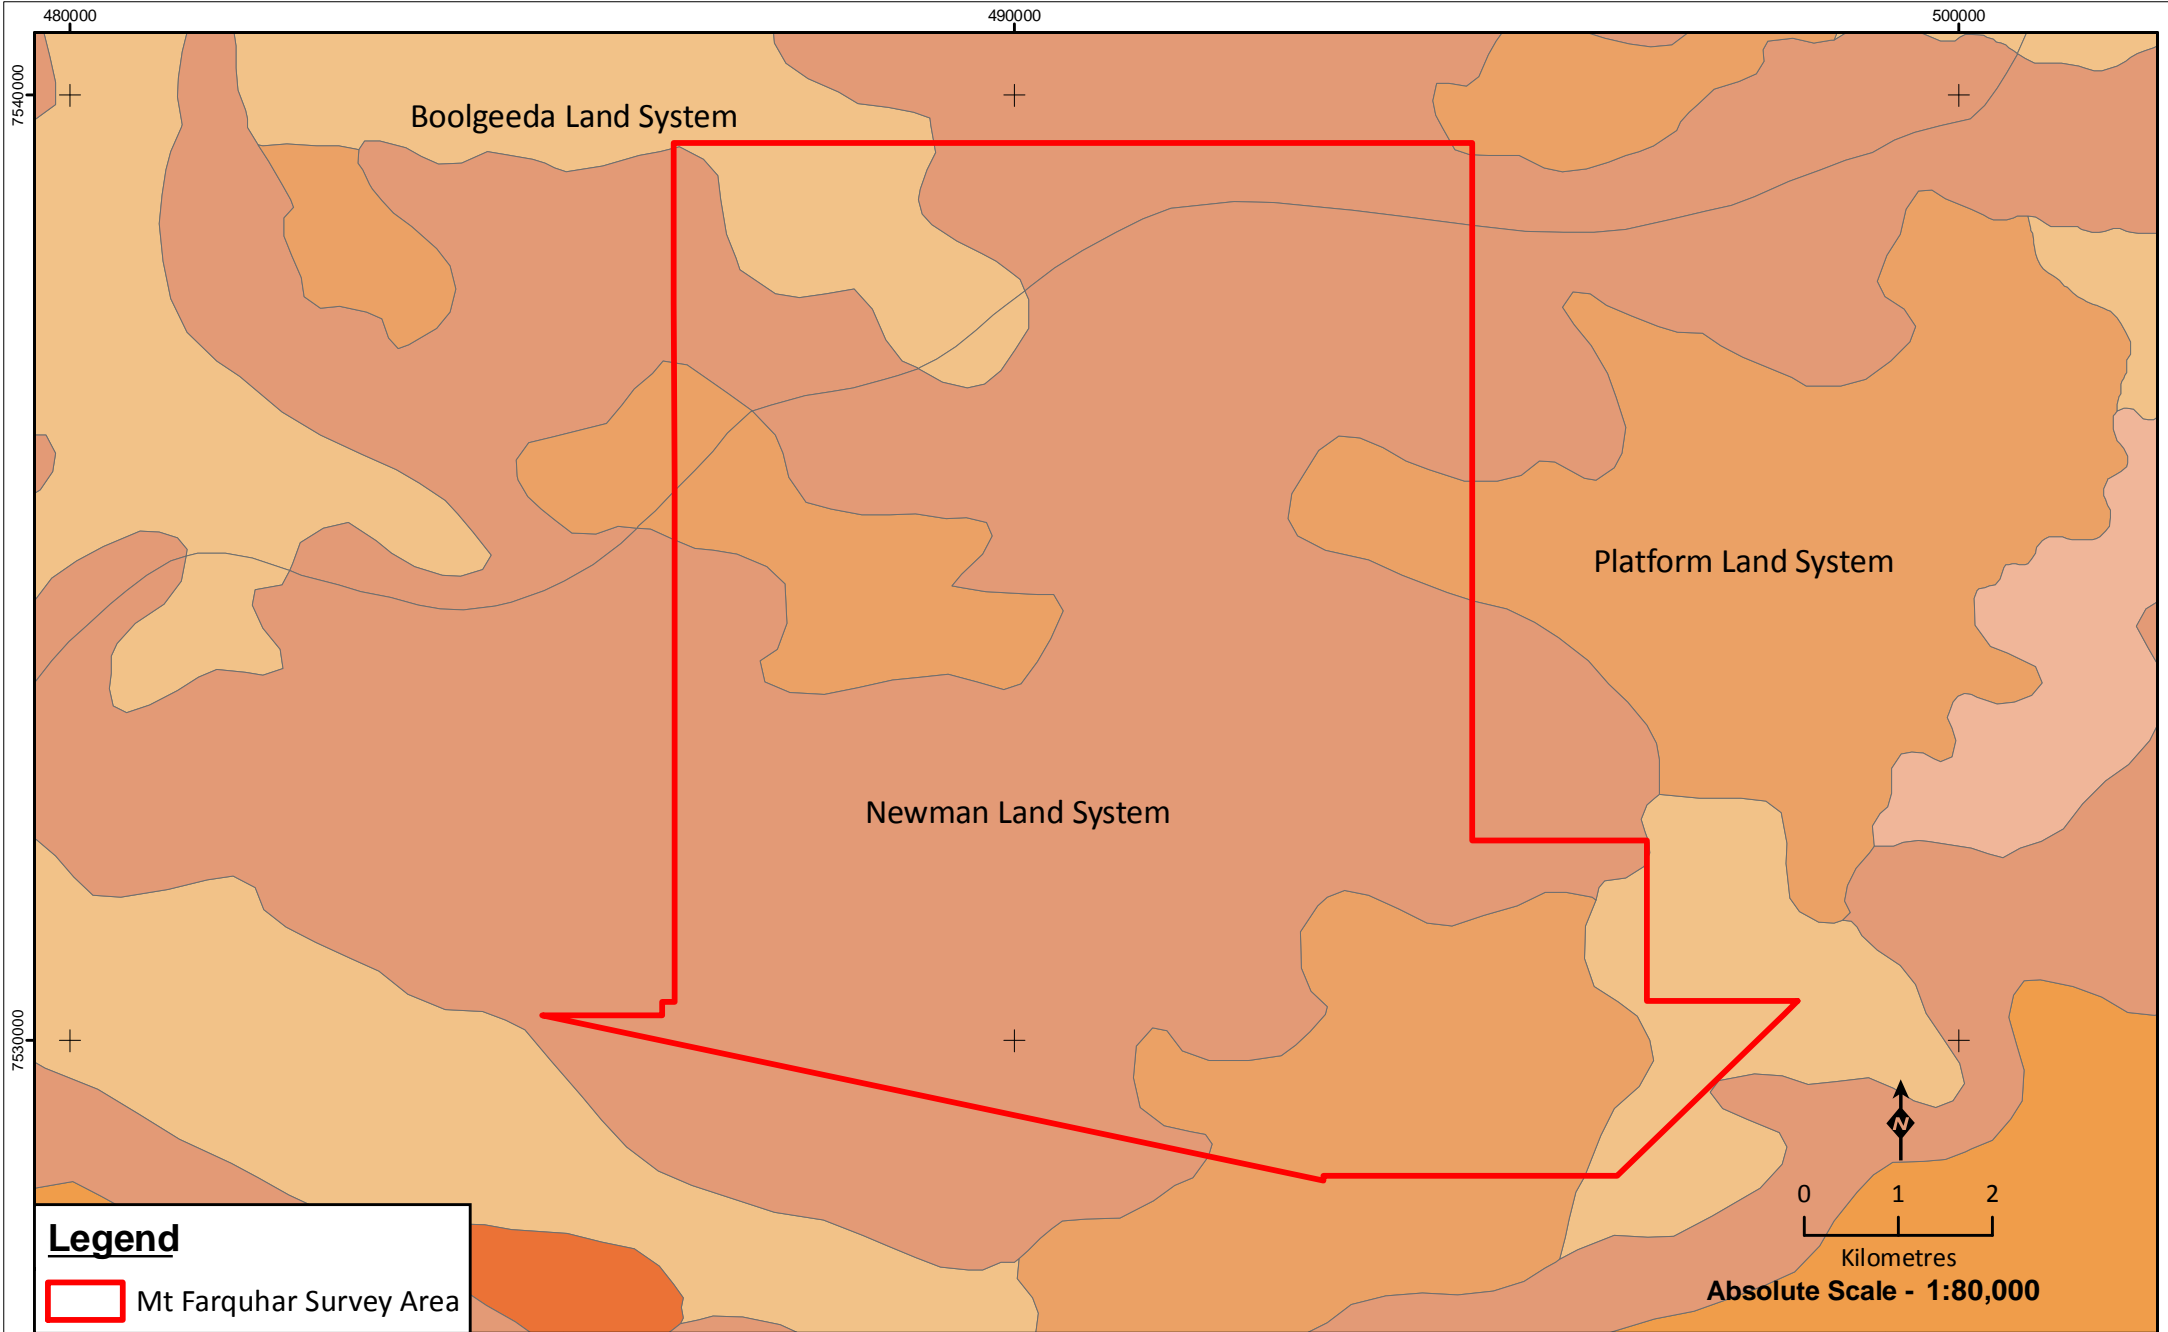 480000
490000
500000
7540000
Boolgeeda Land System
Platform Land System
Newman Land System
7530000
N
0 1 2
Kilometres
Absolute Scale - 1:80,000
Legend
Mt Farquhar Survey Area